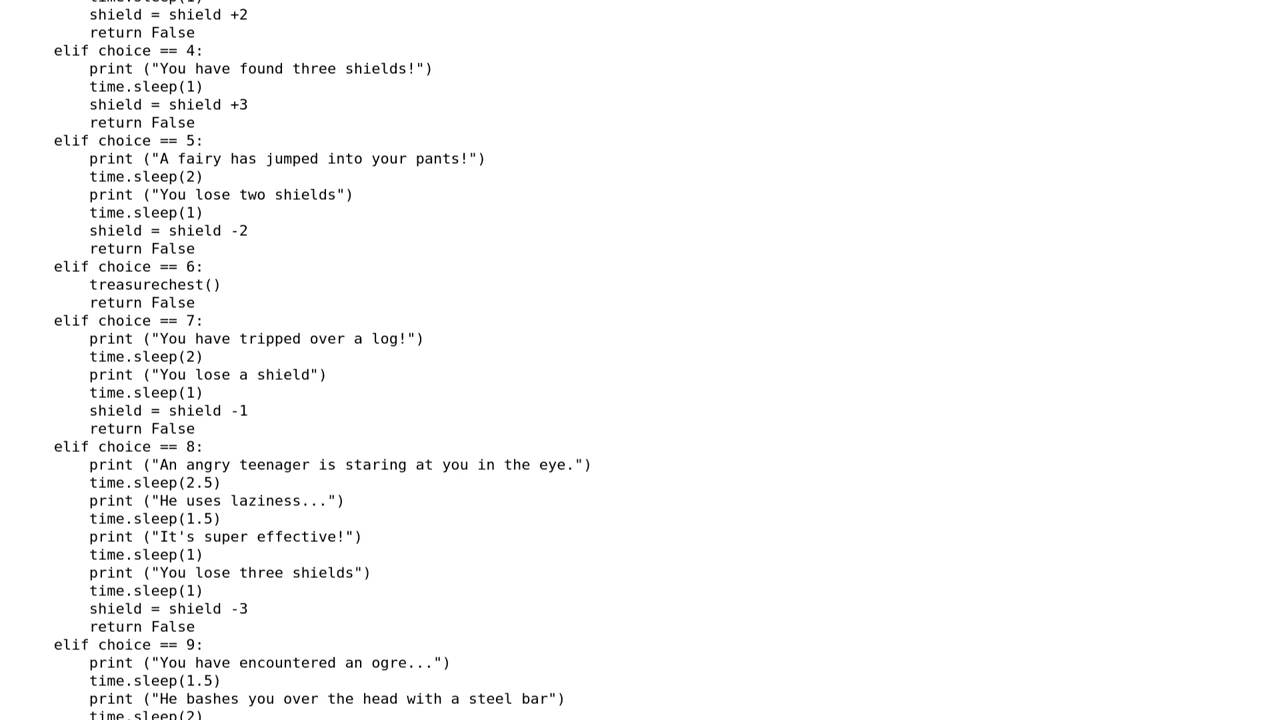 time.sleep(1)
shield = shield +2
return False
elif choice == 4:
print ("You have found three shields!")
time.sleep(1)
shield = shield +3
return False
elif choice == 5:
print ("A fairy has jumped into your pants!")
time.sleep(2)
print ("You lose two shields")
time.sleep(1)
shield = shield -2
return False
elif choice == 6:
treasurechest()
return False
elif choice == 7:
print ("You have tripped over a log!")
time.sleep(2)
print ("You lose a shield")
time.sleep(1)
shield = shield -1
return False
elif choice == 8:
print ("An angry teenager is staring at you in the eye.")
time.sleep(2.5)
print ("He uses laziness...")
time.sleep(1.5)
print ("It's super effective!")
time.sleep(1)
print ("You lose three shields")
time.sleep(1)
shield = shield -3
return False
elif choice == 9:
print ("You have encountered an ogre...")
time.sleep(1.5)
print ("He bashes you over the head with a steel bar")
time.sleep(2)